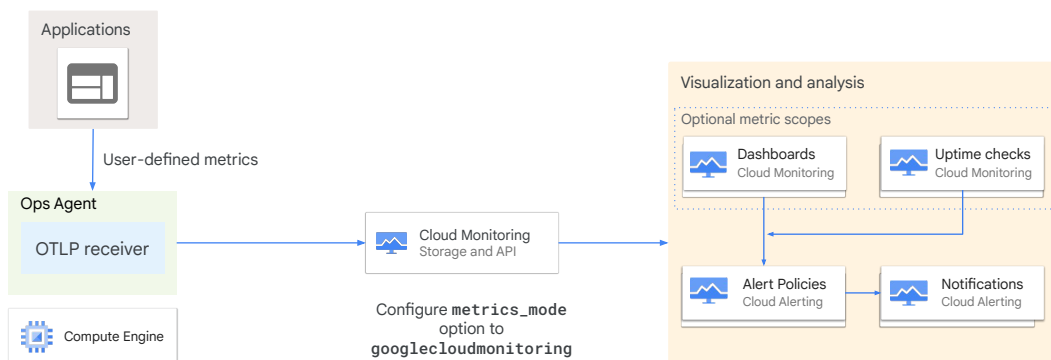 Applications
User-defined metrics
Ops Agent
OTLP receiver
Compute Engine
Cloud Monitoring
Storage and API
Configure metrics_mode
option to
googlecloudmonitoring
Visualization and analysis
Optional metric scopes
Dashboards
Cloud Monitoring
Uptime checks
Cloud Monitoring
Alert Policies
Cloud Alerting
Notifications
Cloud Alerting